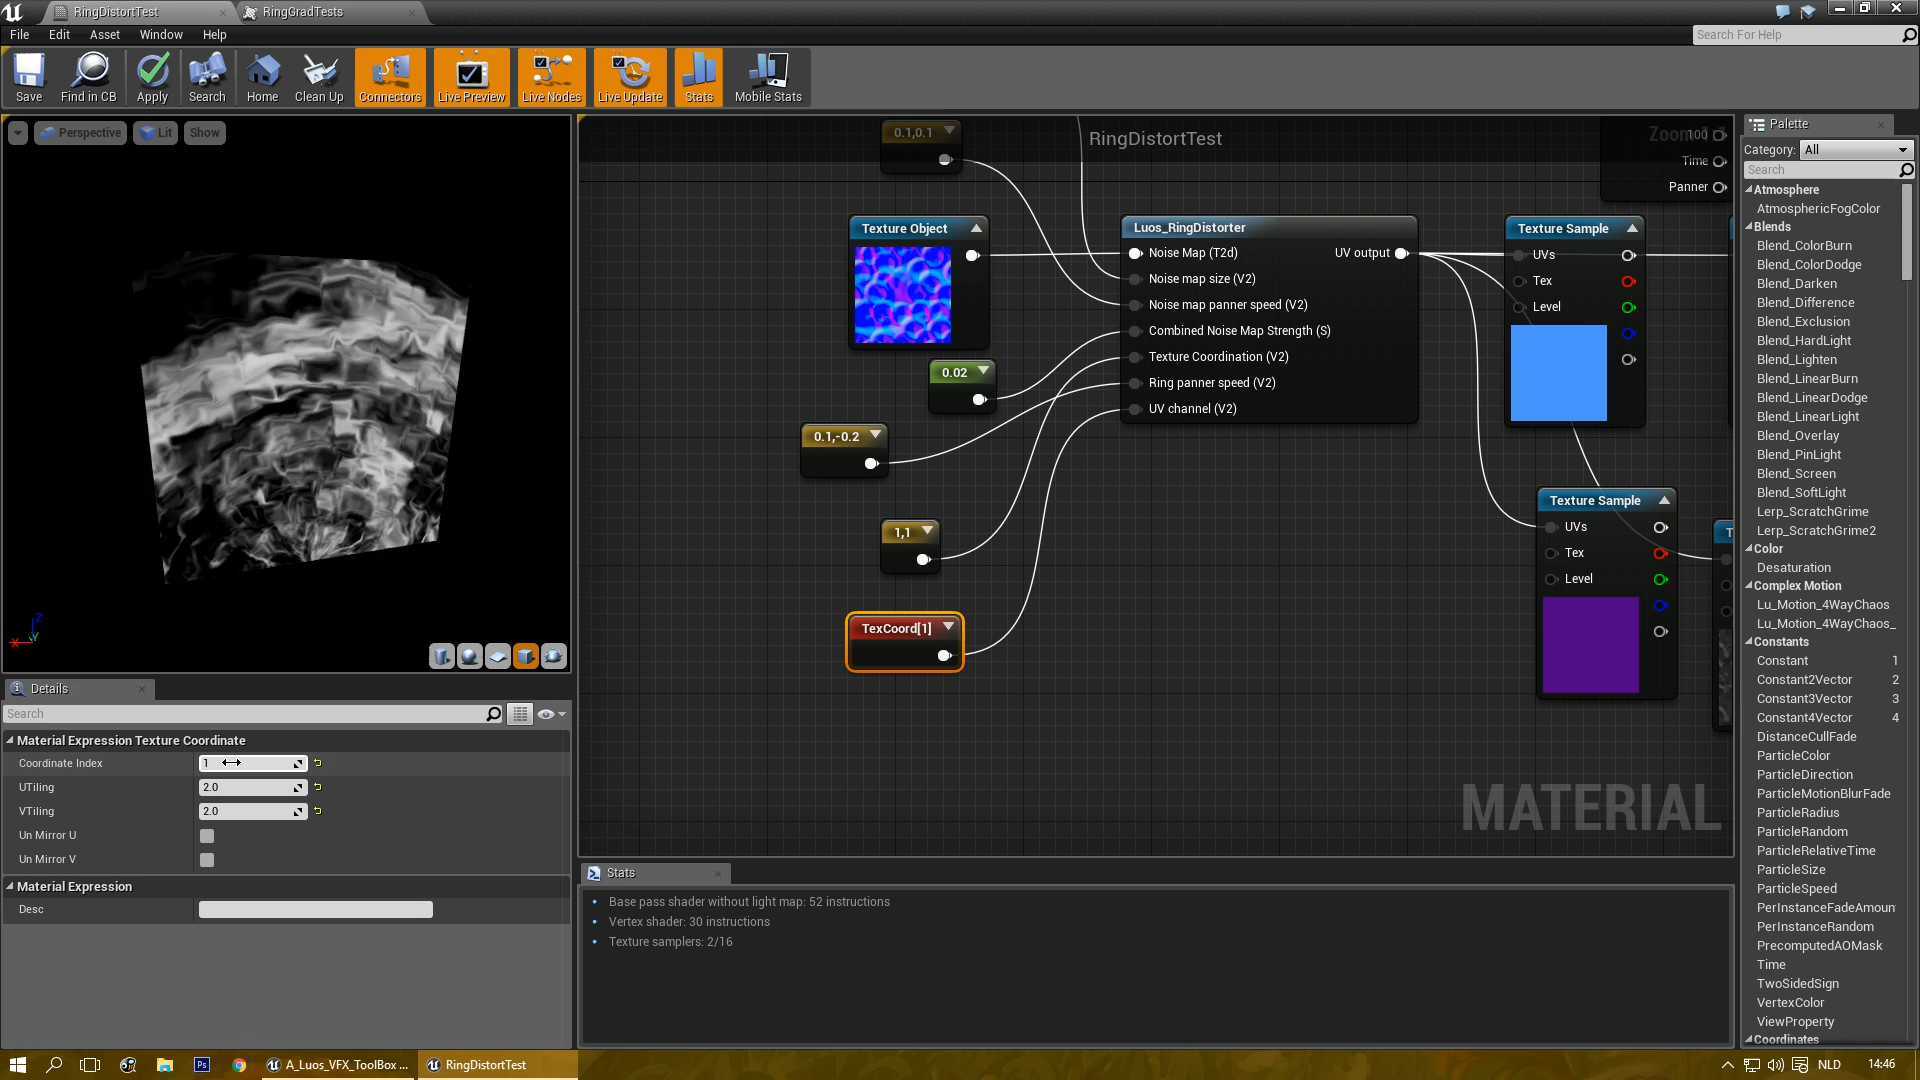 RingDistortTest
RingGradTests
File Edit Asset Window Help
Search For Help
Save Find in CB Apply Search Home Clean Up Connectors Live Preview Live Nodes Live Update Stats Mobile Stats
Perspective Lit Show
RingDistortTest
0.1,0.1
100
Time
Panner
Texture Object
Luos_RingDistorter
Noise Map (T2d) UV output
Noise map size (V2)
Noise map panner speed (V2)
Combined Noise Map Strength (S)
Texture Coordination (V2)
Ring panner speed (V2)
UV channel (V2)
Texture Sample
UVs
Tex
Level
0.02
0.1,-0.2
1,1
TexCoord[1]
Texture Sample
UVs
Tex
Level
MATERIAL
Palette
Category: All
Search
Atmosphere
AtmosphericFogColor
Blends
Blend_ColorBurn
Blend_ColorDodge
Blend_Darken
Blend_Difference
Blend_Exclusion
Blend_HardLight
Blend_Lighten
Blend_LinearBurn
Blend_LinearDodge
Blend_LinearLight
Blend_Overlay
Blend_PinLight
Blend_Screen
Blend_SoftLight
Lerp_ScratchGrime
Lerp_ScratchGrime2
Color
Desaturation
Complex Motion
Lu_Motion_4WayChaos
Lu_Motion_4WayChaos_
Constants
Constant 1
Constant2Vector 2
Constant3Vector 3
Constant4Vector 4
DistanceCullFade
ParticleColor
ParticleDirection
ParticleMotionBlurFade
ParticleRadius
ParticleRandom
ParticleRelativeTime
ParticleSize
ParticleSpeed
PerInstanceFadeAmoun
PerInstanceRandom
PrecomputedAOMask
Time
TwoSidedSign
VertexColor
ViewProperty
Coordinates
Details
Search
Material Expression Texture Coordinate
Coordinate Index 1
UTiling 2.0
VTiling 2.0
Un Mirror U
Un Mirror V
Material Expression
Desc
Stats
Base pass shader without light map: 52 instructions
Vertex shader: 30 instructions
Texture samplers: 2/16
A_Luos_VFX_ToolBox ...
RingDistortTest
NLD 14:46